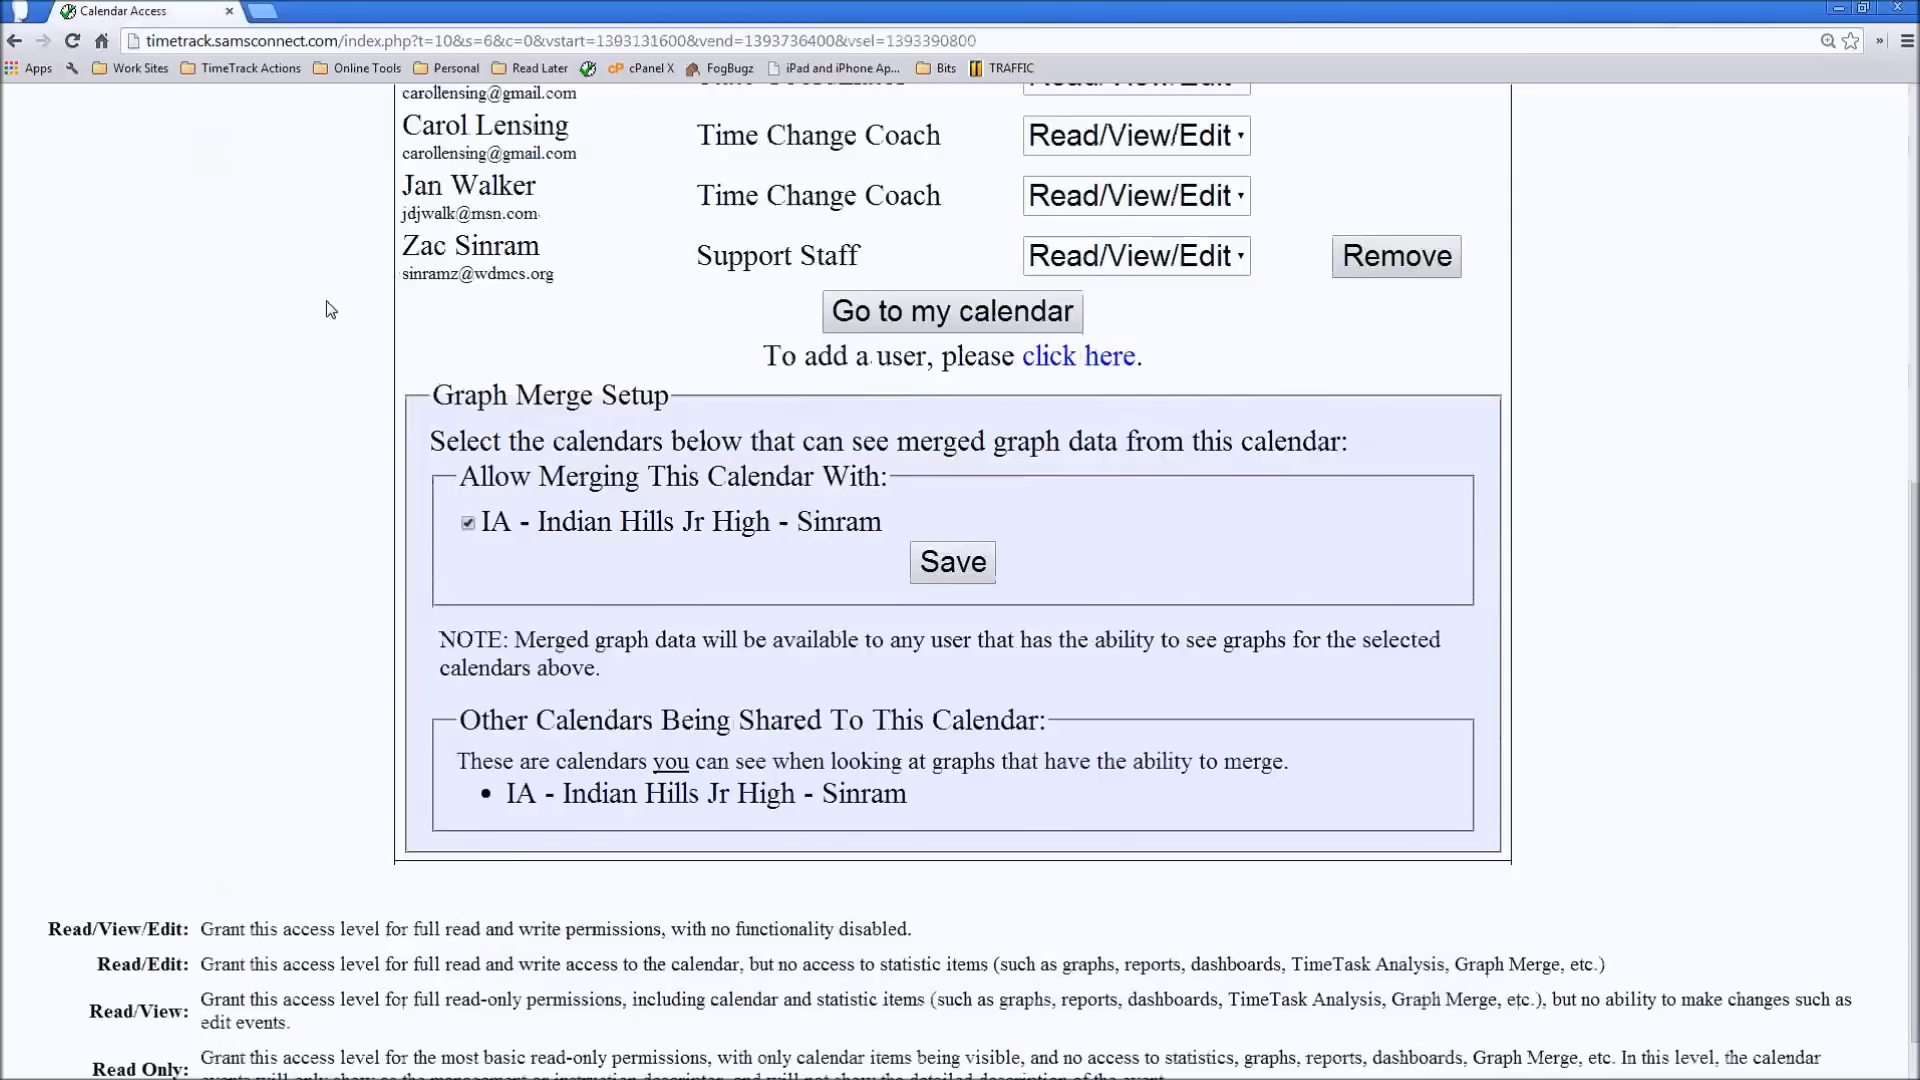 Calendar Access
timetrack.samsconnect.com/index.php?t=10&s=6&c=0&vstart=1393131600&vend=1393736400&vsel=1393390800
Apps Work Sites TimeTrack Actions Online Tools Personal Read Later cPanel X FogBugz iPad and iPhone Ap... Bits TRAFFIC
carollensing@gmail.com
Carol Lensing
carollensing@gmail.com
Time Change Coach Read/View/Edit
Jan Walker
jdjwalk@msn.com
Time Change Coach Read/View/Edit
Zac Sinram
sinramz@wdmcs.org
Support Staff Read/View/Edit Remove
Go to my calendar
To add a user, please click here.
Graph Merge Setup
Select the calendars below that can see merged graph data from this calendar:
Allow Merging This Calendar With:
IA - Indian Hills Jr High - Sinram
Save
NOTE: Merged graph data will be available to any user that has the ability to see graphs for the selected
calendars above.
Other Calendars Being Shared To This Calendar:
These are calendars you can see when looking at graphs that have the ability to merge.
• IA - Indian Hills Jr High - Sinram
Read/View/Edit: Grant this access level for full read and write permissions, with no functionality disabled.
Read/Edit: Grant this access level for full read and write access to the calendar, but no access to statistic items (such as graphs, reports, dashboards, TimeTask Analysis, Graph Merge, etc.)
Read/View: Grant this access level for full read-only permissions, including calendar and statistic items (such as graphs, reports, dashboards, TimeTask Analysis, Graph Merge, etc.), but no ability to make changes such as
edit events.
Read Only: Grant this access level for the most basic read-only permissions, with only calendar items being visible, and no access to statistics, graphs, reports, dashboards, Graph Merge, etc. In this level, the calendar